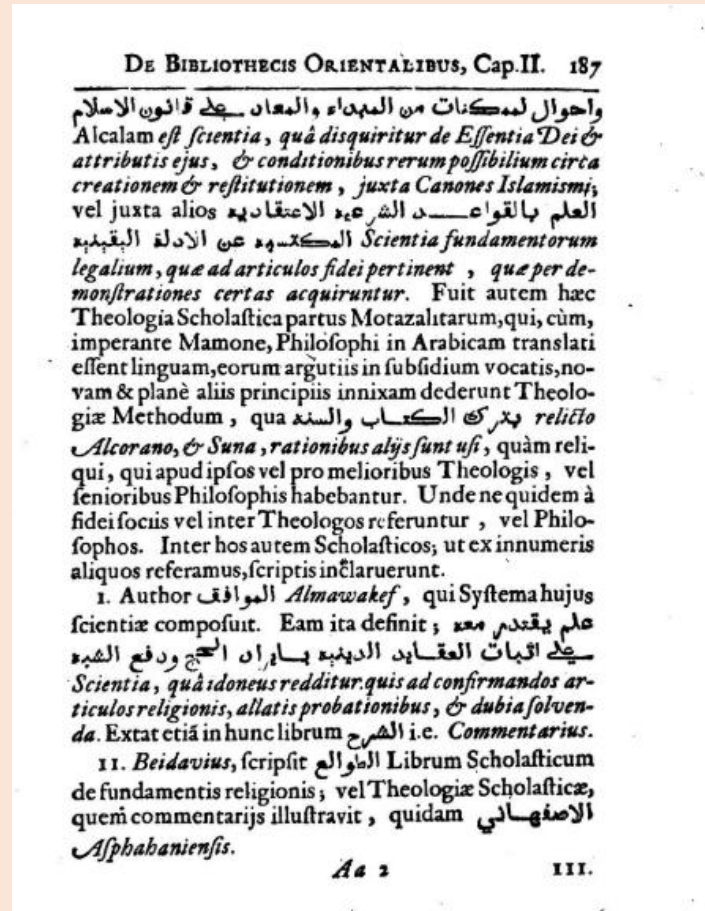 DE BIBLIOTHECIS ORIENTALIBUS, Cap.II. 187
واحوال لممكنات من المبداء والمعاد على قانون الاسلام
Alcalam eſt ſcientia, quâ diſquiritur de Eſſentia Dei &
attributis ejus, & conditionibus rerum poſſibilium circa
creationem & reſtitutionem, juxta Canones Islamismi;
vel juxta alios العلم بالقواعد الشرعيه الاعتقاديه
المكتسبه عن الادلة اليقينيه Scientia fundamentorum
legalium, quæ ad articulos fidei pertinent, quæ per de-
monſtrationes certas acquiruntur. Fuit autem hæc
Theologia Scholaſtica partus Motazalitarum, qui, cùm,
imperante Mamone, Philoſophi in Arabicam translati
eſſent linguam, eorum argutiis in ſubſidium vocatis, no-
vam & planè aliis principiis innixam dederunt Theolo-
giæ Methodum, qua بترك الكتاب والسنه relicto
Alcorano, & Suna, rationibus alijs ſunt uſi, quàm reli-
qui, qui apud ipſos vel pro melioribus Theologis, vel
ſenioribus Philoſophis habebantur. Unde ne quidem à
fidei ſociis vel inter Theologos referuntur, vel Philo-
ſophos. Inter hos autem Scholaſticos; ut ex innumeris
aliquos referamus, ſcriptis inclaruerunt.
I. Author الموافق Almawakef, qui Syſtema hujus
ſcientiæ compoſuit. Eam ita definit; علم يقتدر معه
على اثبات العقايد الدينيه بايران الحجج ودفع الشبه
Scientia, quâ idoneus redditur quis ad confirmandos ar-
ticulos religionis, allatis probationibus, & dubia ſolven-
da. Extat etiã in hunc librum الشرح i.e. Commentarius.
II. Beidavius, ſcripſit الطوالع Librum Scholaſticum
de fundamentis religionis; vel Theologiæ Scholaſticæ,
quem commentarijs illuſtravit, quidam الاصفهاني
Aſphahanienſis.
Aa 2 III.